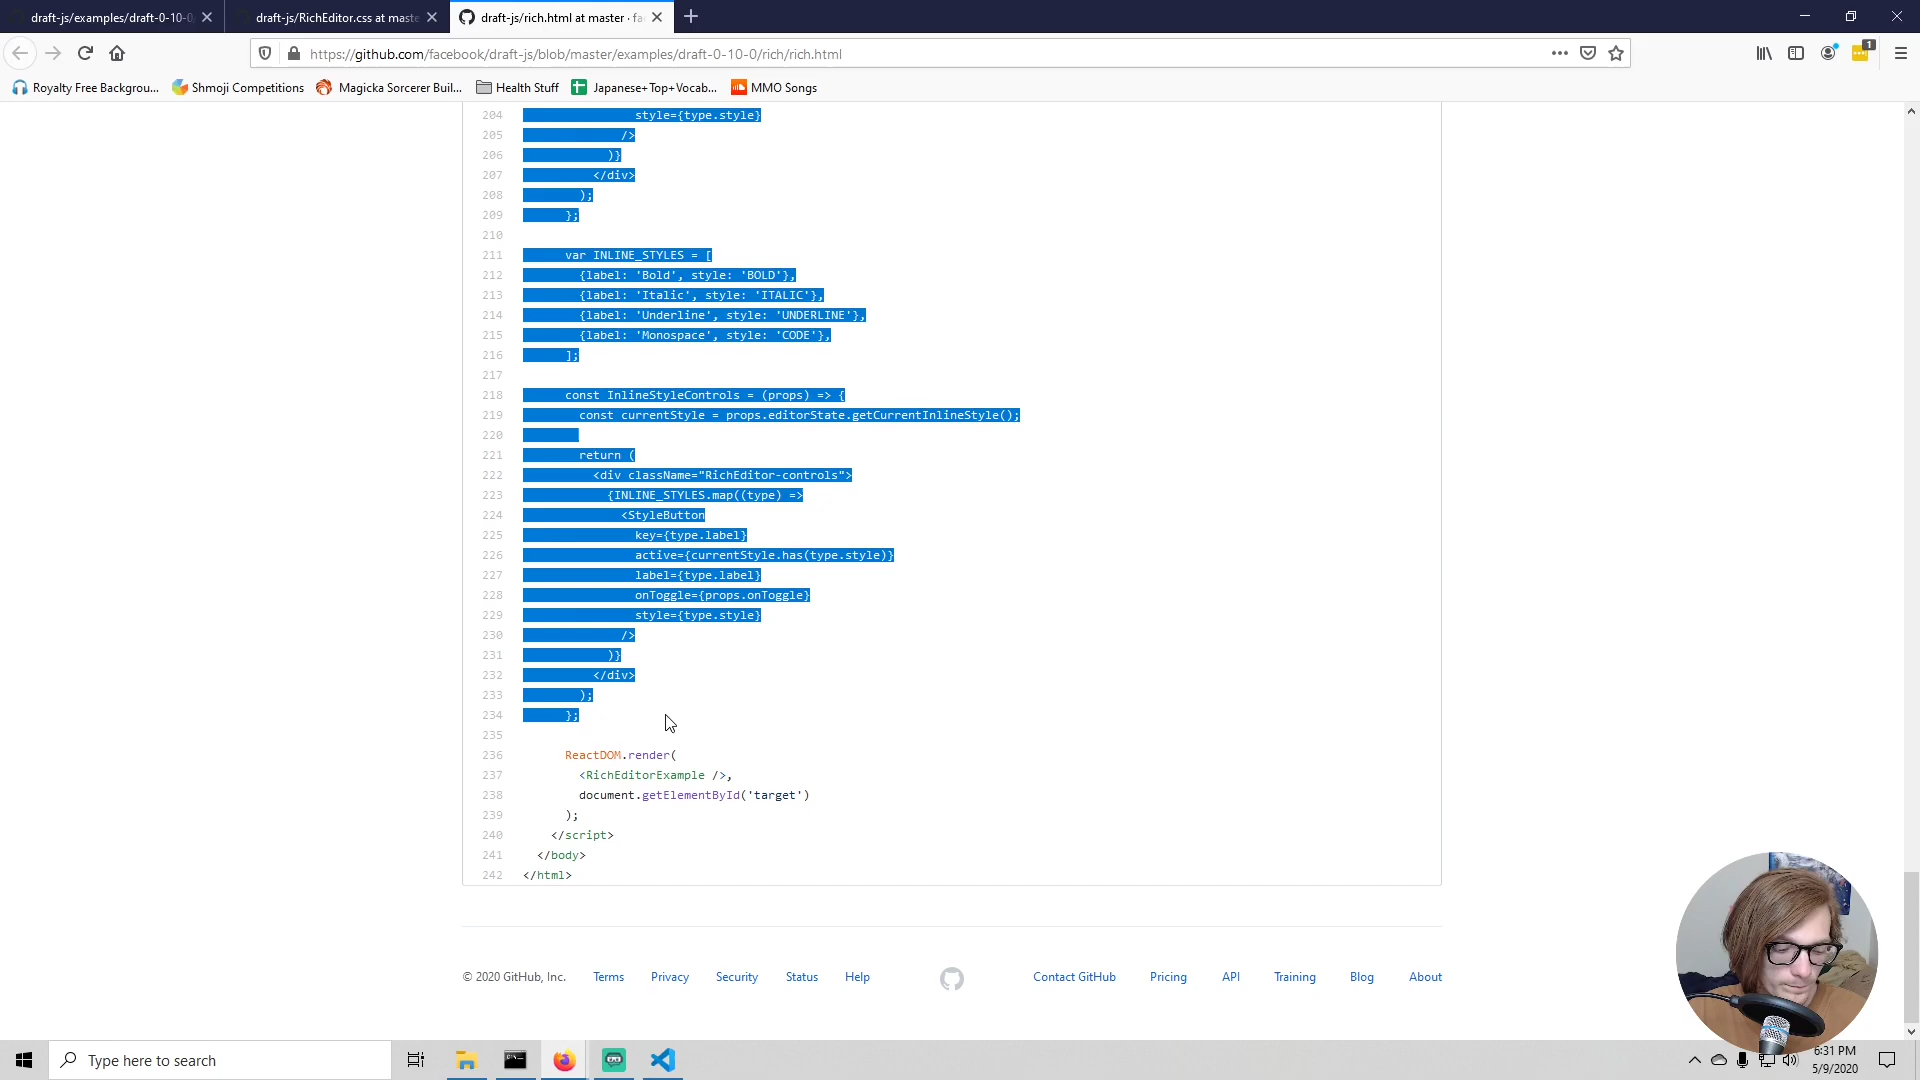 draft-js/examples/draft-0-10-0
draft-js/RichEditor.css at maste
draft-js/rich.html at master · fa
https://github.com/facebook/draft-js/blob/master/examples/draft-0-10-0/rich/rich.html
1
Royalty Free Backgrou...
Shmoji Competitions
Magicka Sorcerer Buil...
Health Stuff
Japanese+Top+Vocab...
MMO Songs
204 style={type.style}
205 />
206 )}
207 </div>
208 );
209 };
210
211 var INLINE_STYLES = [
212 {label: 'Bold', style: 'BOLD'},
213 {label: 'Italic', style: 'ITALIC'},
214 {label: 'Underline', style: 'UNDERLINE'},
215 {label: 'Monospace', style: 'CODE'},
216 ];
217
218 const InlineStyleControls = (props) => {
219 const currentStyle = props.editorState.getCurrentInlineStyle();
220
221 return (
222 <div className="RichEditor-controls">
223 {INLINE_STYLES.map((type) =>
224 <StyleButton
225 key={type.label}
226 active={currentStyle.has(type.style)}
227 label={type.label}
228 onToggle={props.onToggle}
229 style={type.style}
230 />
231 )}
232 </div>
233 );
234 };
235
236 ReactDOM.render(
237 <RichEditorExample />,
238 document.getElementById('target')
239 );
240 </script>
241 </body>
242 </html>
© 2020 GitHub, Inc. Terms Privacy Security Status Help Contact GitHub Pricing API Training Blog About
Type here to search
6:31 PM
5/9/2020